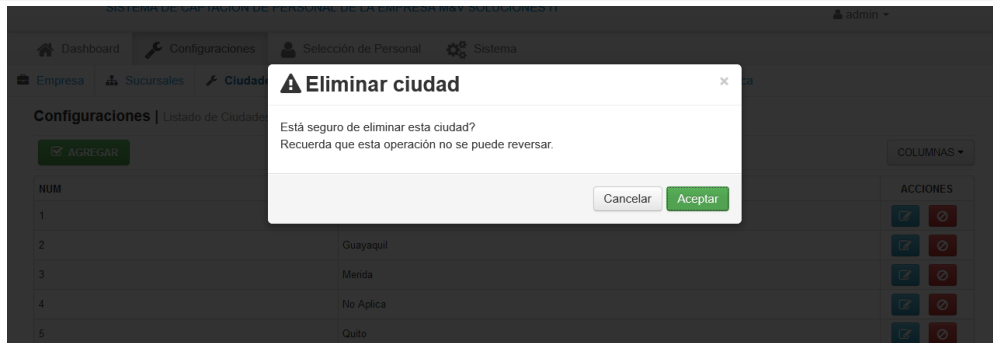 SISTEMA DE CAPTACIÓN DE PERSONAL DE LA EMPRESA M&V SOLUCIONES IT
admin
Dashboard Configuraciones Selección de Personal Sistema
Empresa Sucursales Ciudade
Eliminar ciudad ×
Configuraciones | Listado de Ciudades
Está seguro de eliminar esta ciudad?
Recuerda que esta operación no se puede reversar.
AGREGAR COLUMNAS
Cancelar Aceptar
NUM ACCIONES
1
2 Guayaquil
3 Merida
4 No Aplica
5 Quito